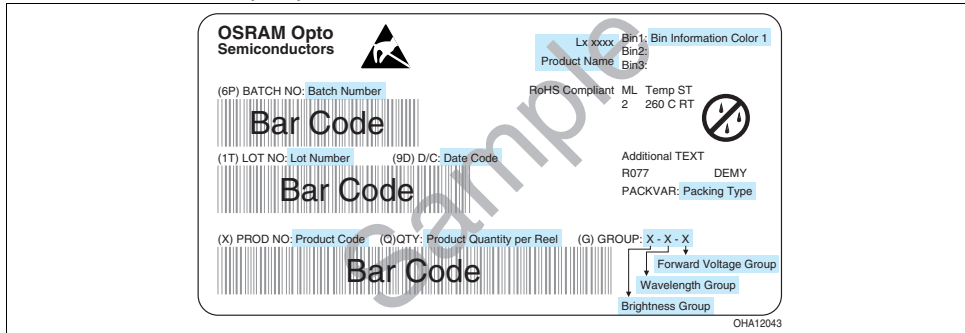 OSRAM Opto
Semiconductors
Lx xxxx
Product Name
Bin1: Bin Information Color 1
Bin2:
Bin3:
(6P) BATCH NO: Batch Number
Bar Code
RoHS Compliant
ML Temp ST
2 260 C RT
(1T) LOT NO: Lot Number (9D) D/C: Date Code
Bar Code
Additional TEXT
R077 DEMY
PACKVAR: Packing Type
(X) PROD NO: Product Code (Q)QTY: Product Quantity per Reel (G) GROUP: X - X - X
Bar Code
Forward Voltage Group
Wavelength Group
Brightness Group
Sample
OHA12043